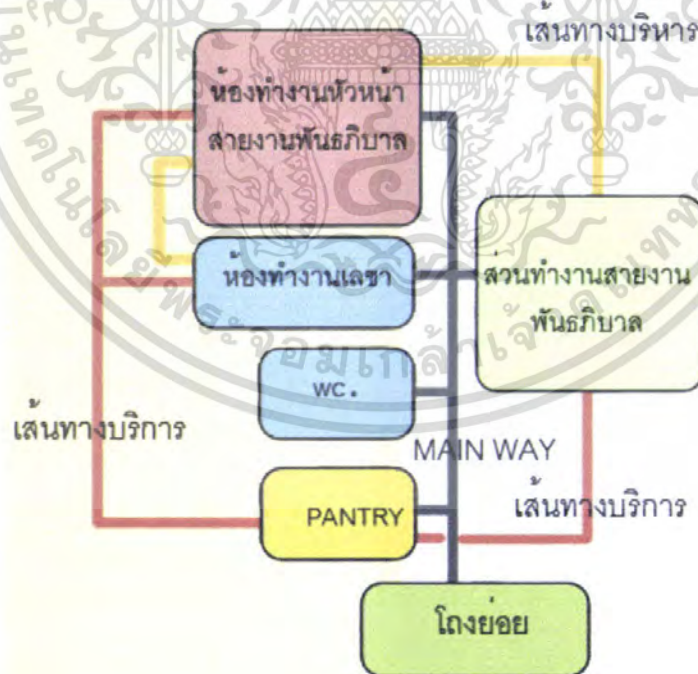 เส้นทางบริหาร
ห้องทำงานหัวหน้า
สายงานพันธภิบาล
ห้องทำงานเลขา
ส่วนทำงานสายงาน
พันธภิบาล
WC.
เส้นทางบริการ
MAIN WAY
PANTRY
เส้นทางบริการ
โถงย่อย